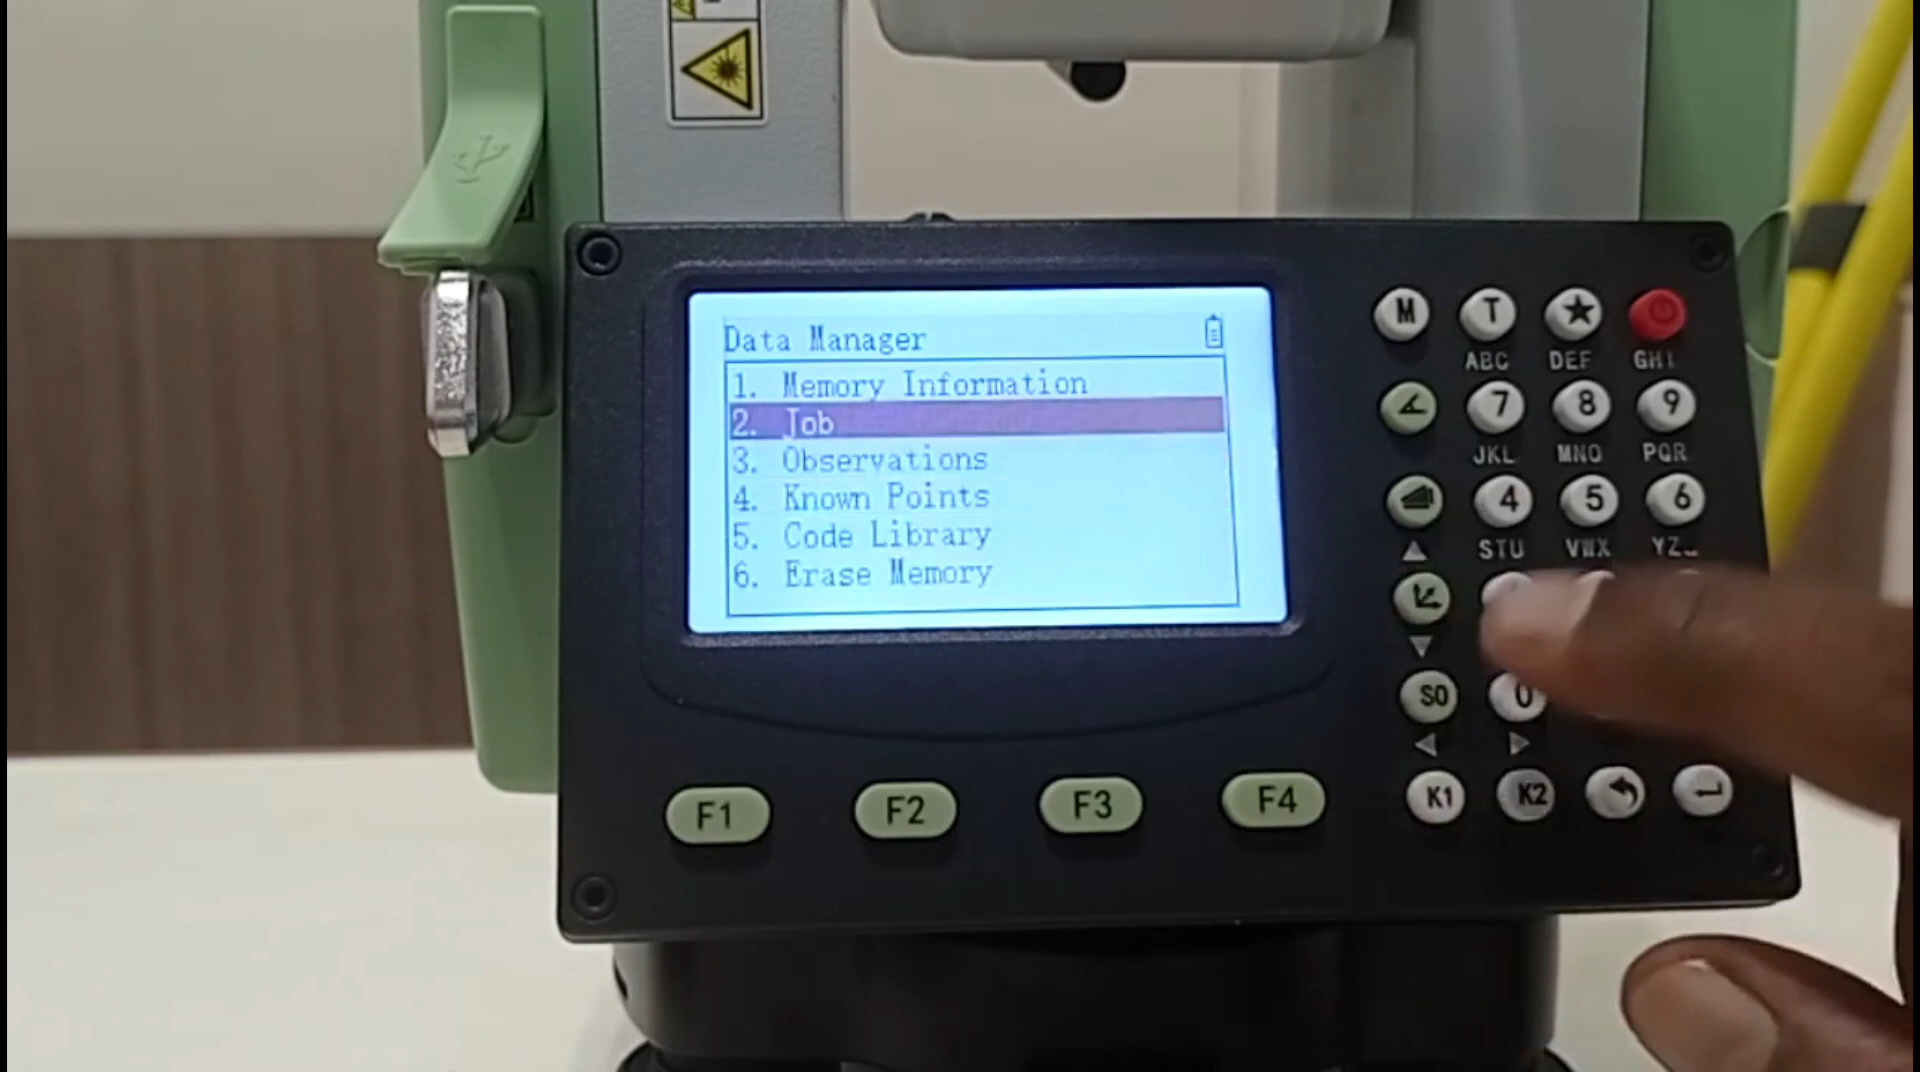 Data Manager
1. Memory Information
2. Job
3. Observations
4. Known Points
5. Code Library
6. Erase Memory
M T ★
ABC DEF GHI
7 8 9
JKL MNO PQR
4 5 6
STU VWX YZ_
S0 0
F1 F2 F3 F4 K1 K2